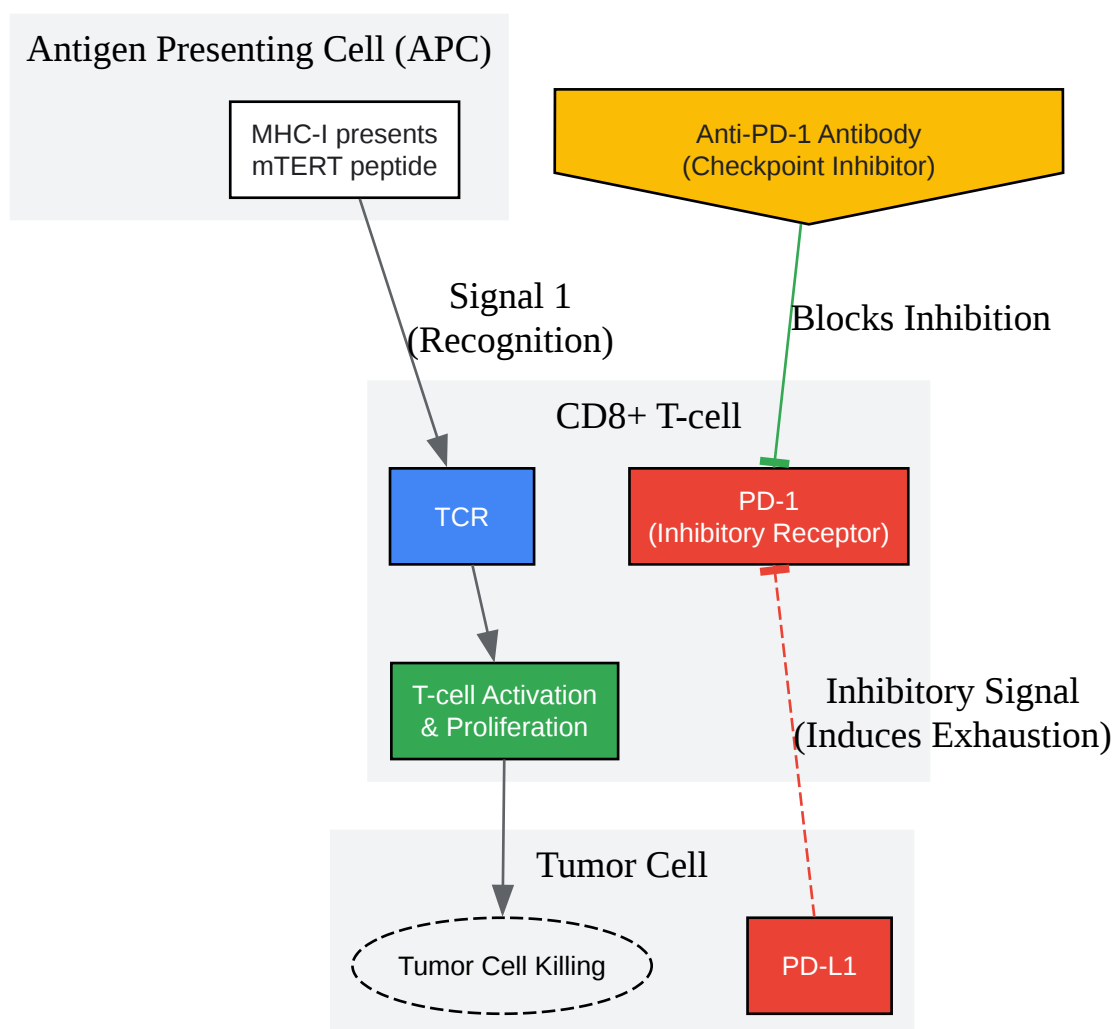 Antigen Presenting Cell (APC)
MHC-I presents
mTERT peptide
Anti-PD-1 Antibody
(Checkpoint Inhibitor)
Signal 1
(Recognition)
Blocks Inhibition
CD8+ T-cell
TCR
PD-1
(Inhibitory Receptor)
T-cell Activation
& Proliferation
Inhibitory Signal
(Induces Exhaustion)
Tumor Cell
Tumor Cell Killing
PD-L1